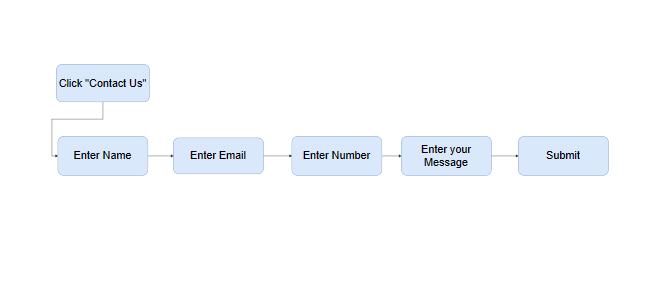 Click "Contact Us"
Enter Name
Enter Email
Enter Number
Enter your
Message
Submit